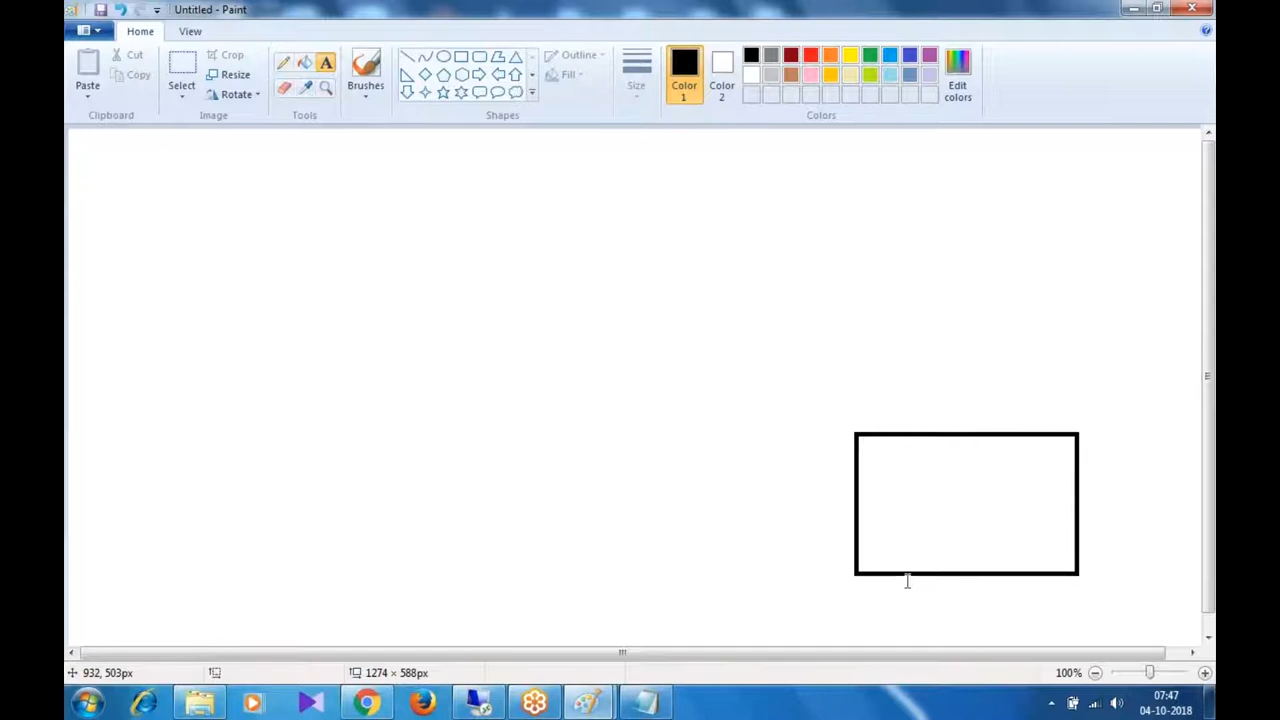 Untitled - Paint
Home View
Paste
Cut
Copy
Clipboard
Select
Crop
Resize
Rotate
Image
A
Tools
Brushes
Shapes
Outline
Fill
Size
Color
1
Color
2
Edit
colors
Colors
932, 503px
1274 × 588px
100%
07:47
04-10-2018